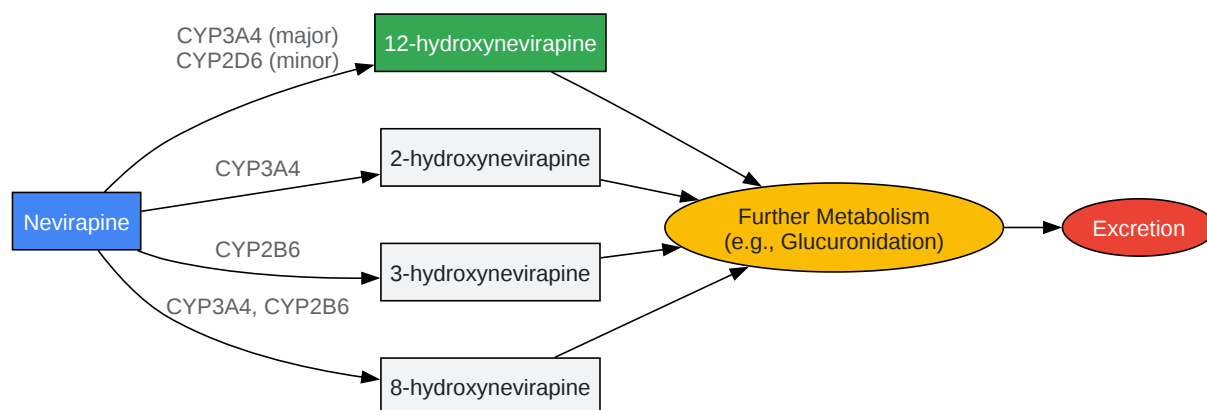 CYP3A4 (major)
CYP2D6 (minor)
12-hydroxynevirapine
CYP3A4
2-hydroxynevirapine
Nevirapine
Further Metabolism
(e.g., Glucuronidation)
Excretion
CYP2B6
3-hydroxynevirapine
CYP3A4, CYP2B6
8-hydroxynevirapine